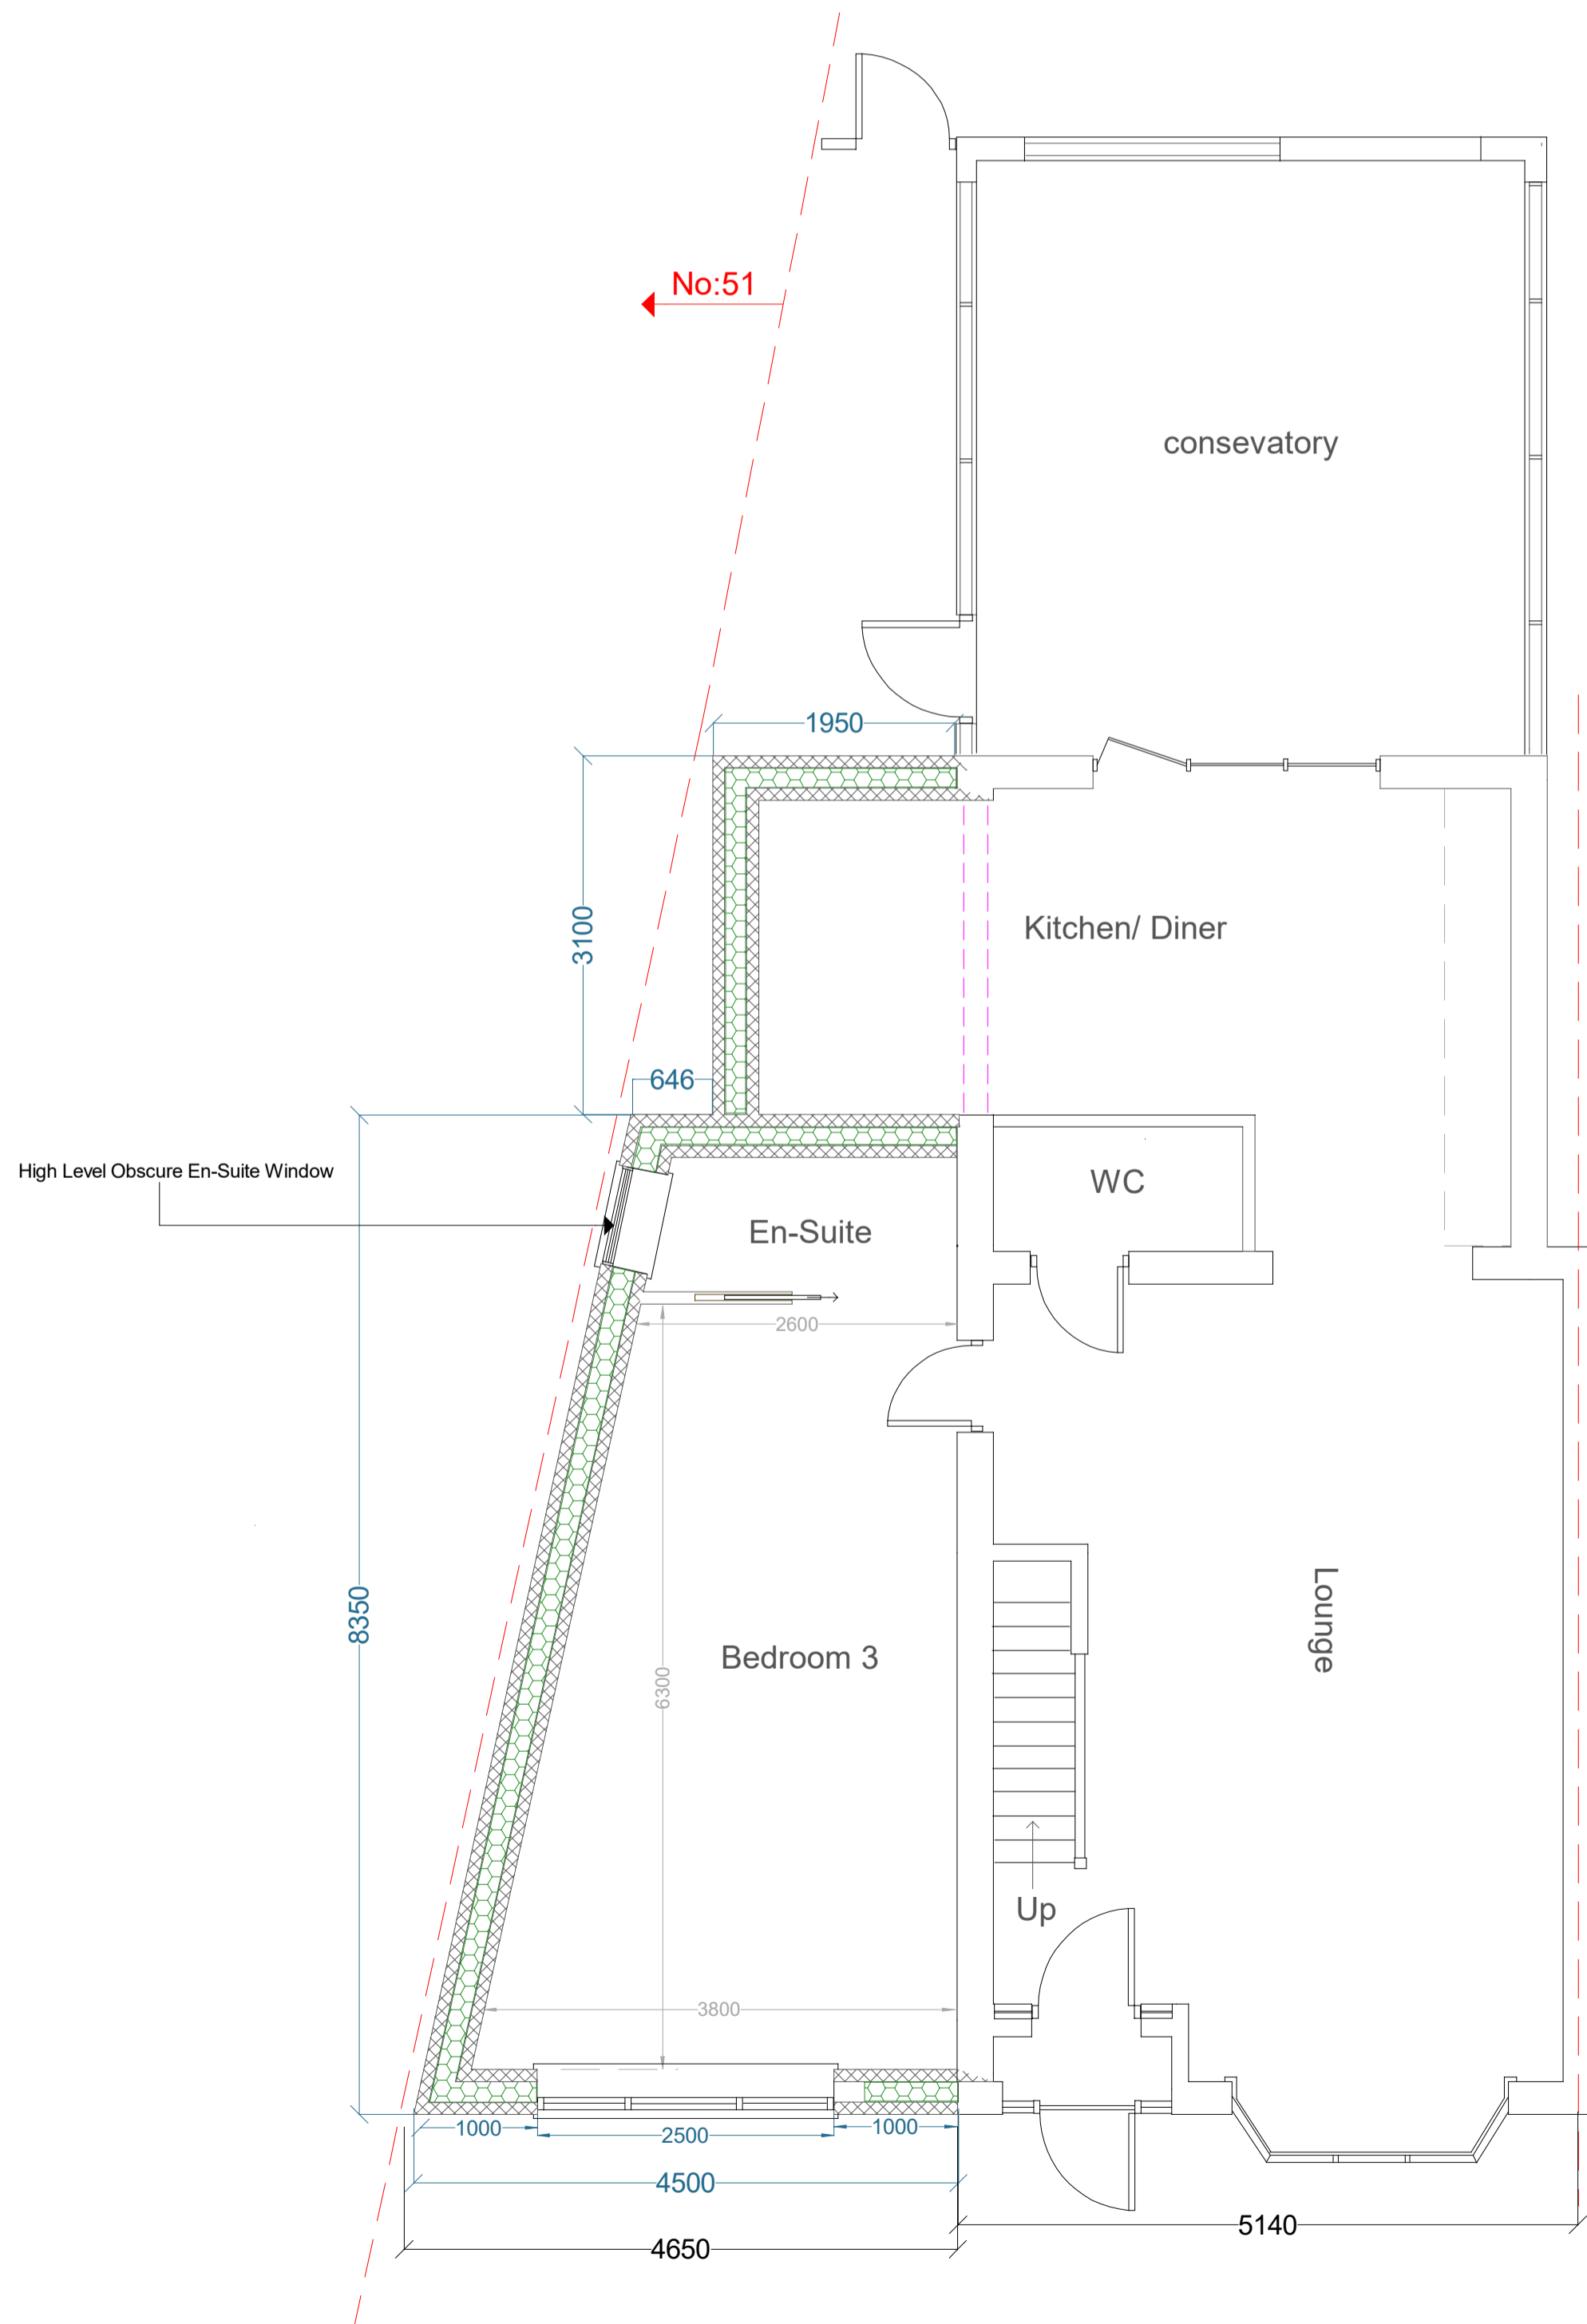 No:51
consevatory
1950
3100
Kitchen/ Diner
646
High Level Obscure En-Suite Window
WC
En-Suite
2600
8350
Lounge
Bedroom 3
6300
Up
3800
1000
2500
1000
4500
5140
4650